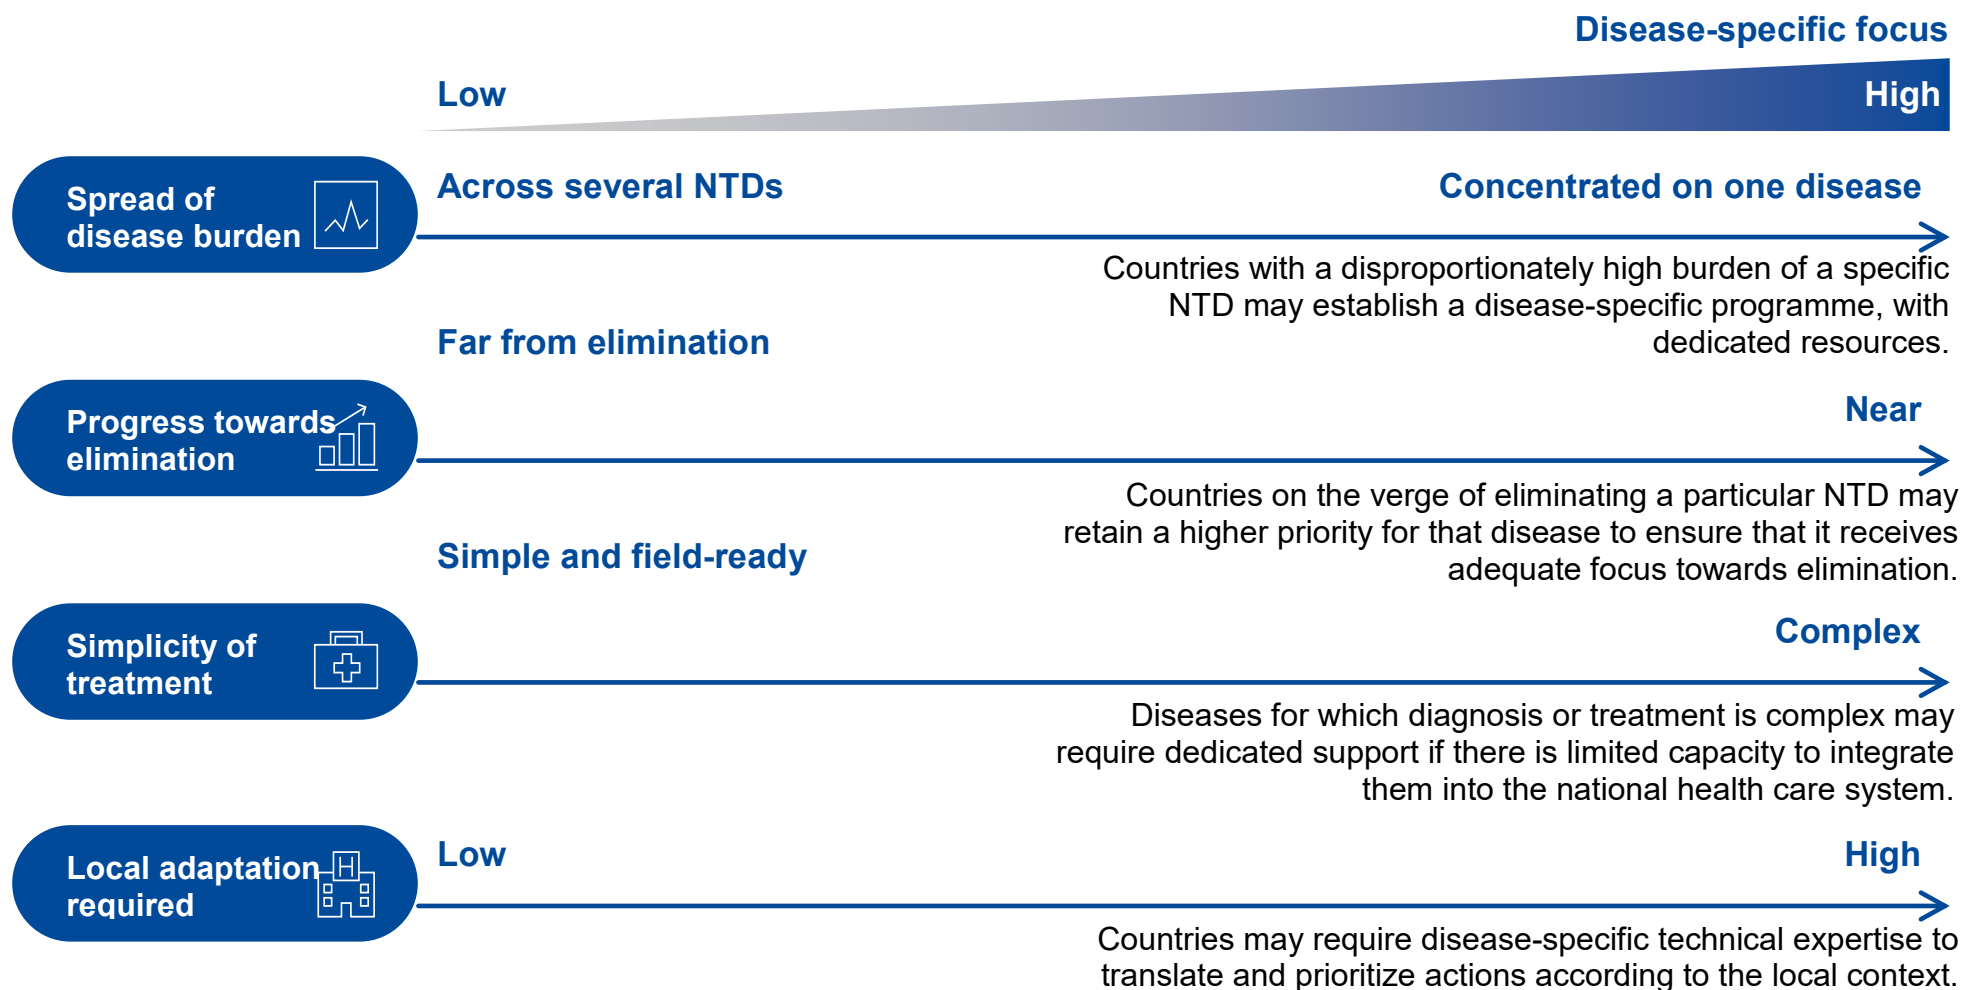 Disease-specific focus
Low
High
Spread of
disease burden
Across several NTDs
Concentrated on one disease
Countries with a disproportionately high burden of a specific
NTD may establish a disease-specific programme, with
dedicated resources.
Progress towards
elimination
Far from elimination
Near
Countries on the verge of eliminating a particular NTD may
retain a higher priority for that disease to ensure that it receives
adequate focus towards elimination.
Simplicity of
treatment
Simple and field-ready
Complex
Diseases for which diagnosis or treatment is complex may
require dedicated support if there is limited capacity to integrate
them into the national health care system.
Local adaptation
required
H
Low
High
Countries may require disease-specific technical expertise to
translate and prioritize actions according to the local context.